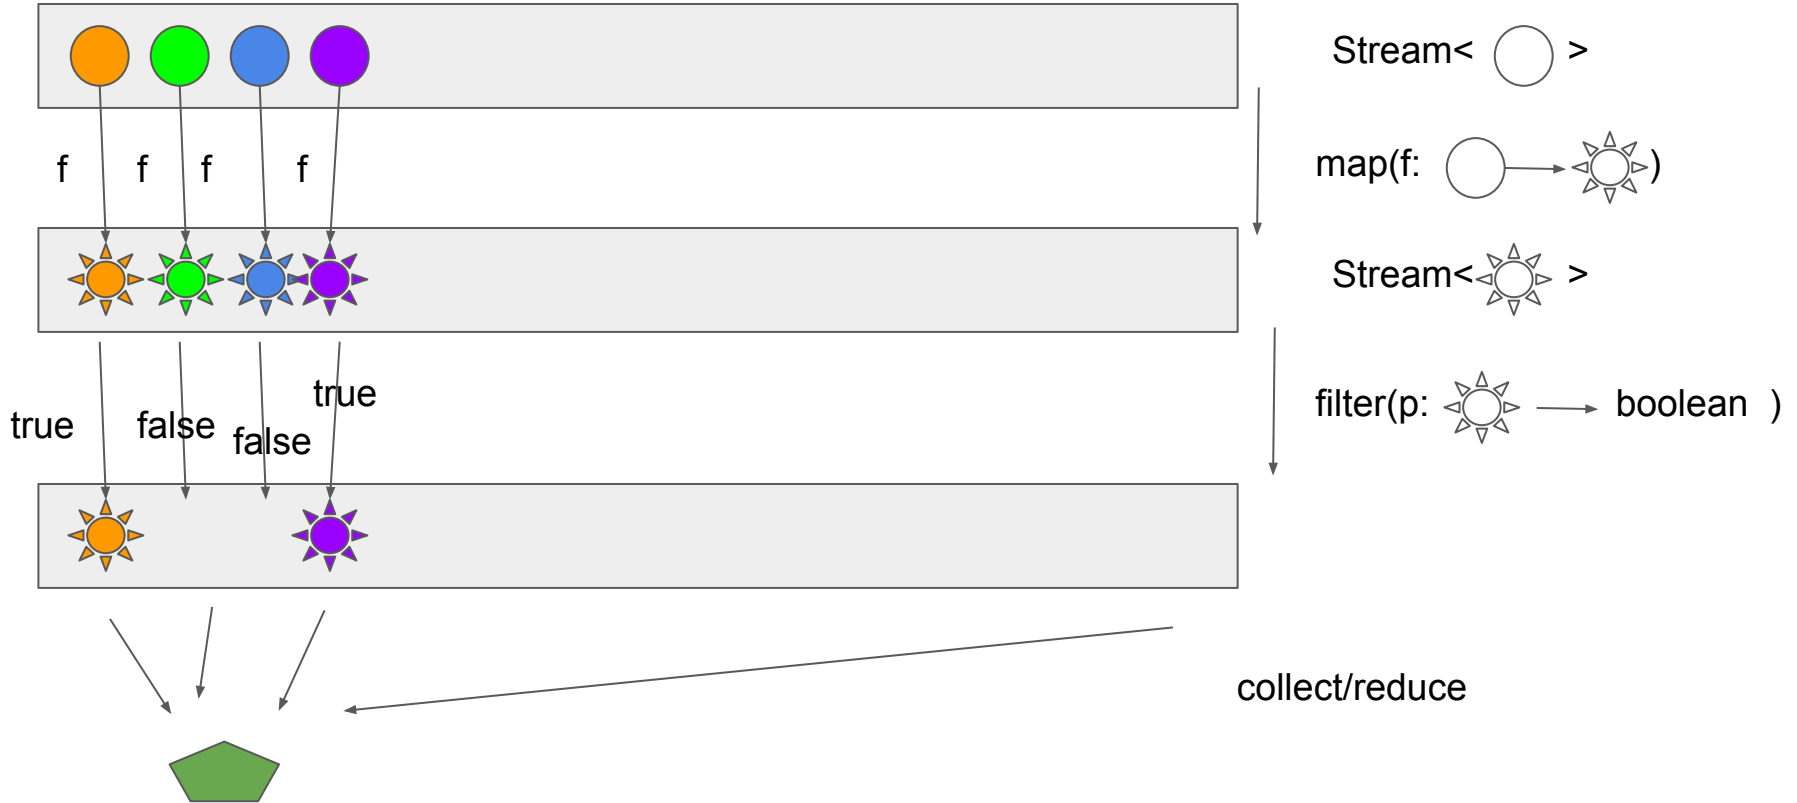 Stream< >
map(f: )
f f f f
Stream< >
filter(p: boolean )
true false false true
collect/reduce